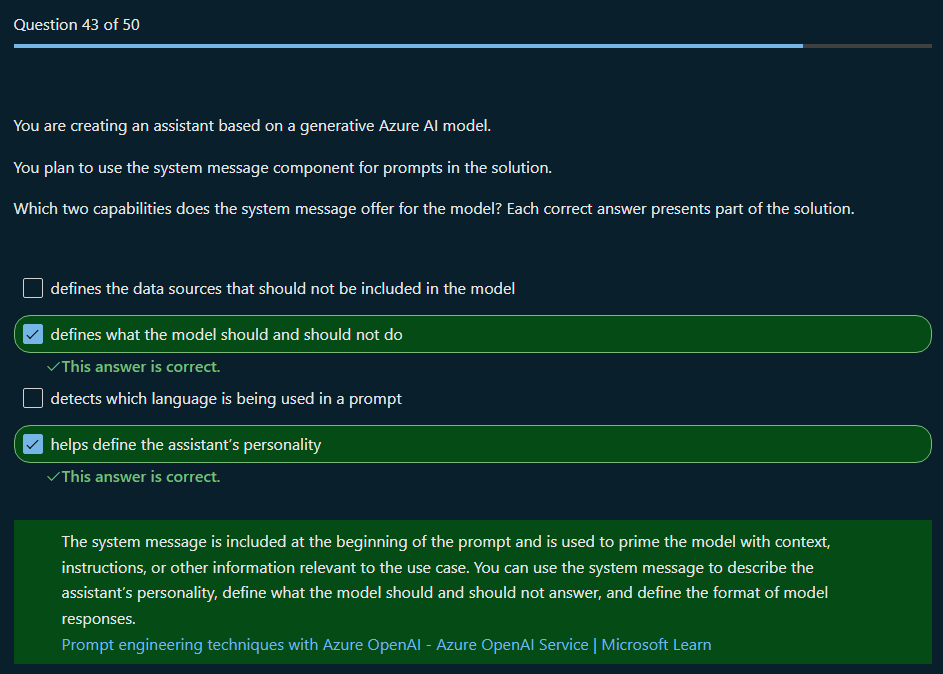 Question 43 of 50
You are creating an assistant based on a generative Azure AI model.
You plan to use the system message component for prompts in the solution.
Which two capabilities does the system message offer for the model? Each correct answer presents part of the solution.
defines the data sources that should not be included in the model
defines what the model should and should not do
This answer is correct.
detects which language is being used in a prompt
helps define the assistant’s personality
This answer is correct.
The system message is included at the beginning of the prompt and is used to prime the model with context,
instructions, or other information relevant to the use case. You can use the system message to describe the
assistant’s personality, define what the model should and should not answer, and define the format of model
responses.
Prompt engineering techniques with Azure OpenAI - Azure OpenAI Service | Microsoft Learn